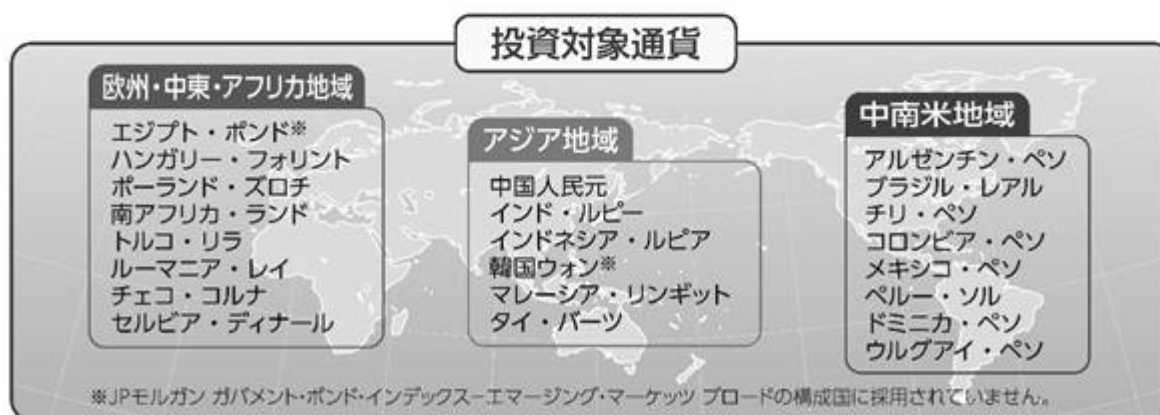 投資対象通貨
欧州・中東・アフリカ地域
エジプト・ポンド※
ハンガリー・フォリント
ポーランド・ズロチ
南アフリカ・ランド
トルコ・リラ
ルーマニア・レイ
チェコ・コルナ
セルビア・ディナール
アジア地域
中国人民元
インド・ルピー
インドネシア・ルピア
韓国ウォン※
マレーシア・リンギット
タイ・バーツ
中南米地域
アルゼンチン・ペソ
ブラジル・レアル
チリ・ペソ
コロンビア・ペソ
メキシコ・ペソ
ペルー・ソル
ドミニカ・ペソ
ウルグアイ・ペソ
※JPモルガン ガバメント・ボンド・インデックス－エマージング・マーケッツ ブロードの構成国に採用されていません。